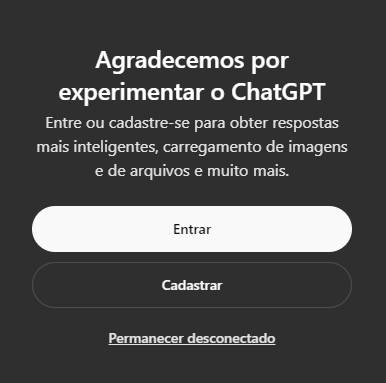 Agradecemos por
experimentar o ChatGPT
Entre ou cadastre-se para obter respostas
mais inteligentes, carregamento de imagens
e de arquivos e muito mais.
Entrar
Cadastrar
Permanecer desconectado